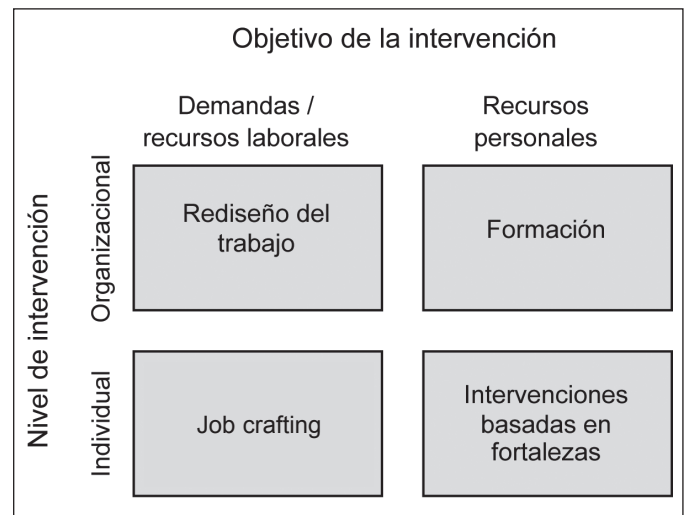 Objetivo de la intervención
Demandas /
recursos laborales
Recursos
personales
Nivel de intervención
Organizacional
Rediseño del
trabajo
Formación
Individual
Job crafting
Intervenciones
basadas en
fortalezas